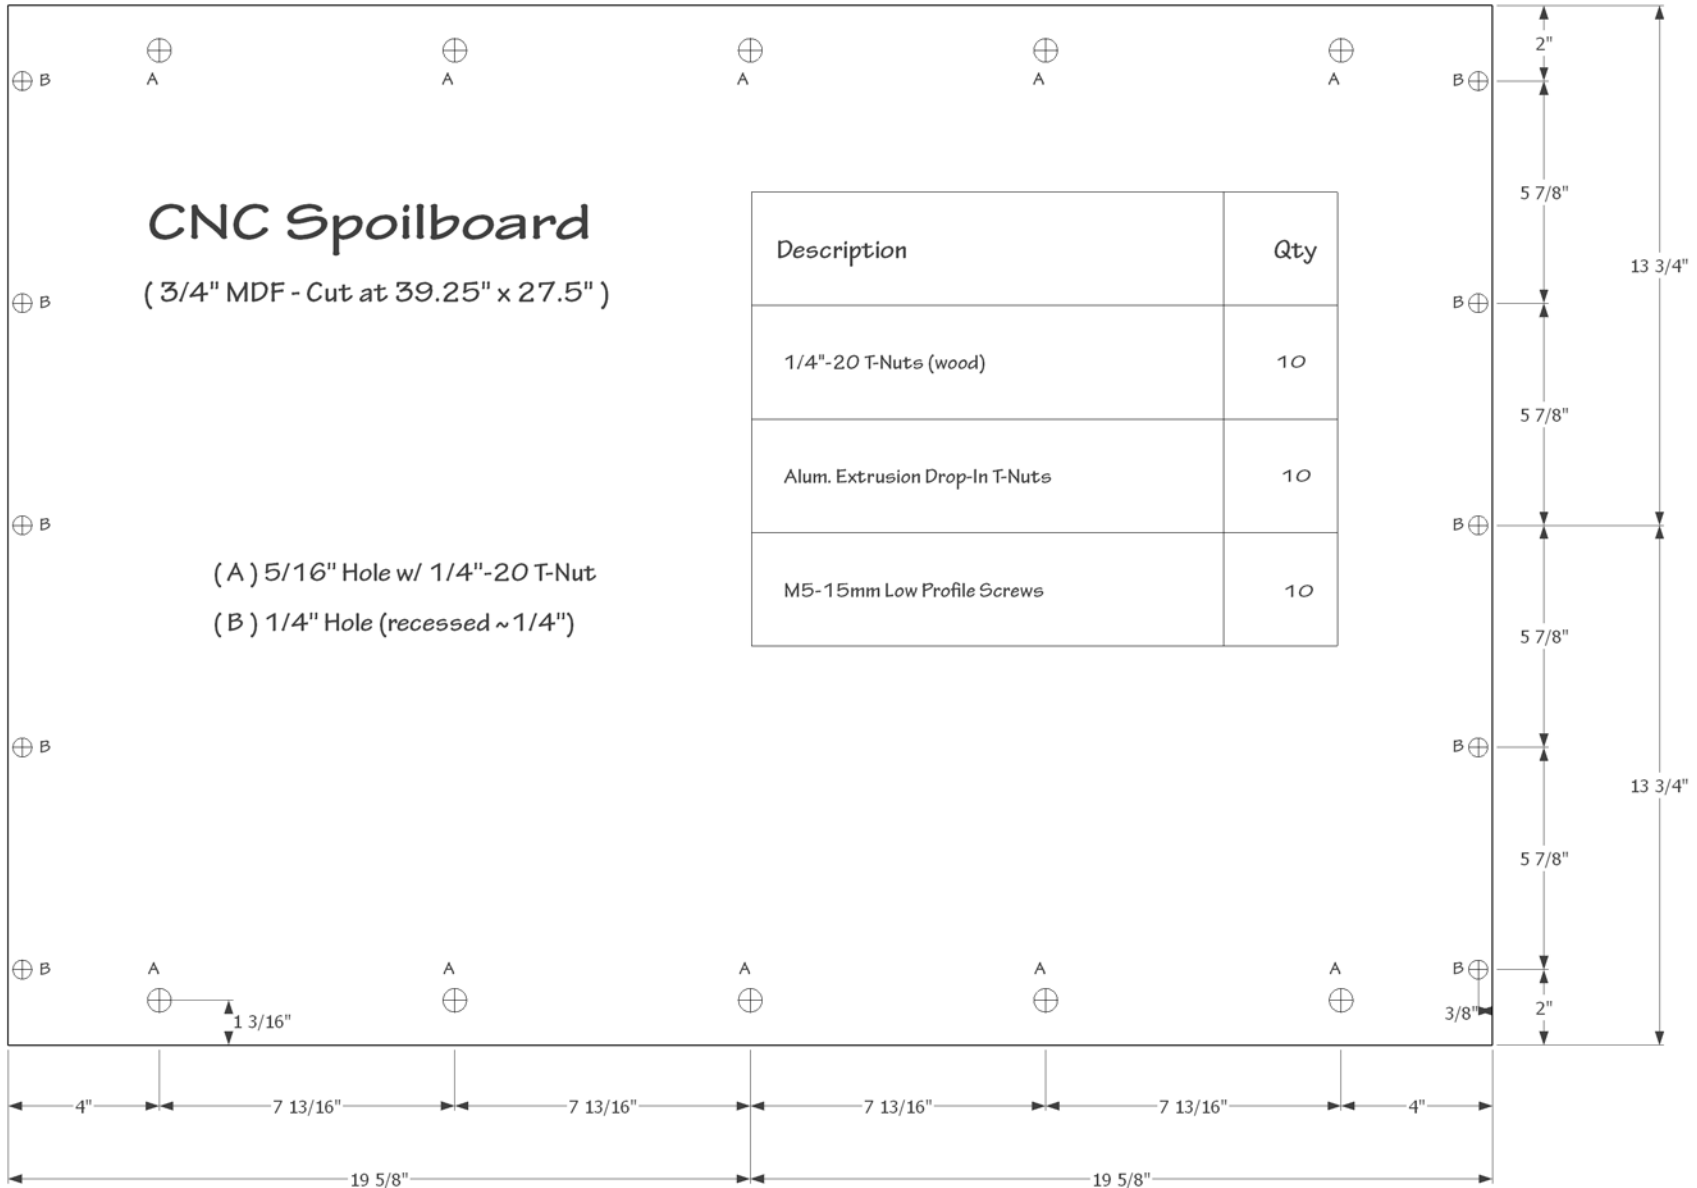 2"
A A A A A
B B
5 7/8"
CNC Spoilboard
Description Qty
13 3/4"
( 3/4" MDF - Cut at 39.25" x 27.5" )
B B
1/4"-20 T-Nuts (wood) 10
5 7/8"
Alum. Extrusion Drop-In T-Nuts 10
B B
( A ) 5/16" Hole w/ 1/4"-20 T-Nut
M5-15mm Low Profile Screws 10
( B ) 1/4" Hole (recessed ~1/4")
5 7/8"
B B
13 3/4"
5 7/8"
B A A A A A B
2"
3/8"
1 3/16"
4" 7 13/16" 7 13/16" 7 13/16" 7 13/16" 4"
19 5/8" 19 5/8"